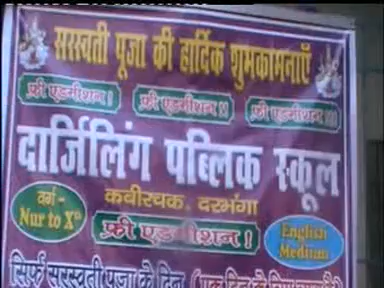 सरस्वती पूजा की हार्दिक शुभकामनाएँ
फ्री एडमीशन ! फ्री एडमीशन !! फ्री एडमीशन !!!
दार्जिलिंग पब्लिक स्कूल
वर्ग - कबीरचक, दरभंगा
Nur to Xth फ्री एडमीशन ! English Medium
सिर्फ सरस्वती पूजा के दिन